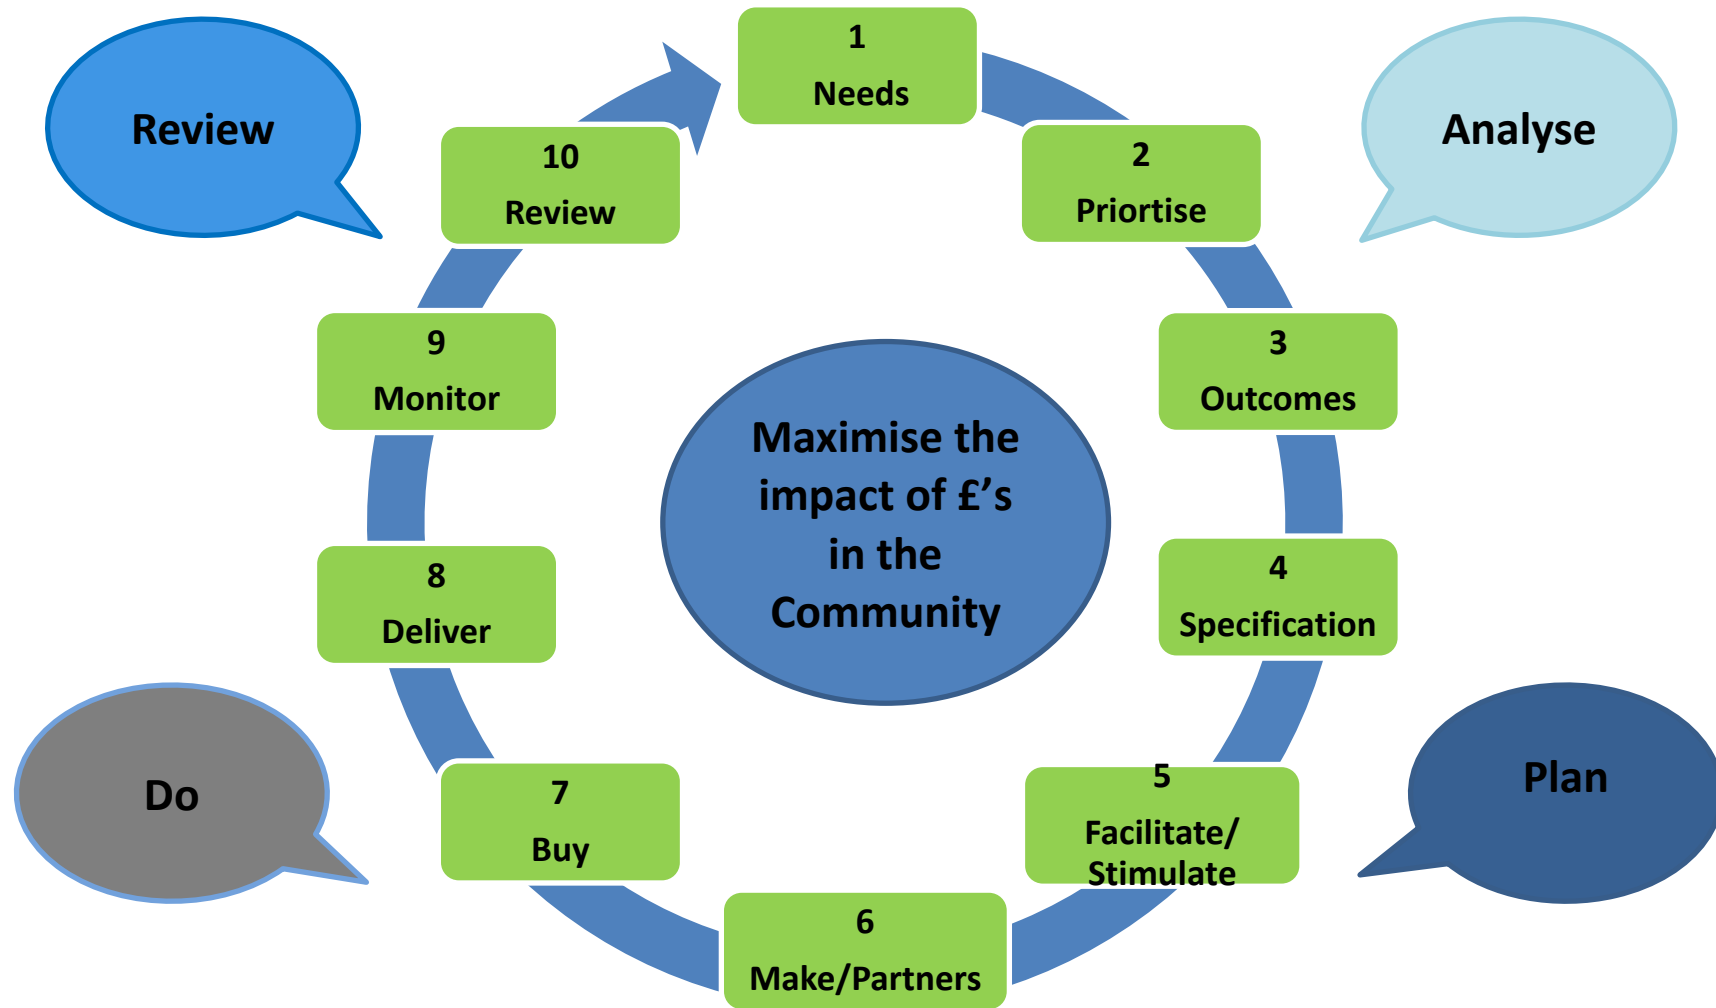 Review
Analyse
1
Needs
2
Priortise
3
Outcomes
4
Specification
5
Facilitate/
Stimulate
6
Make/Partners
7
Buy
8
Deliver
9
Monitor
10
Review
Maximise the
impact of £’s
in the
Community
Do
Plan